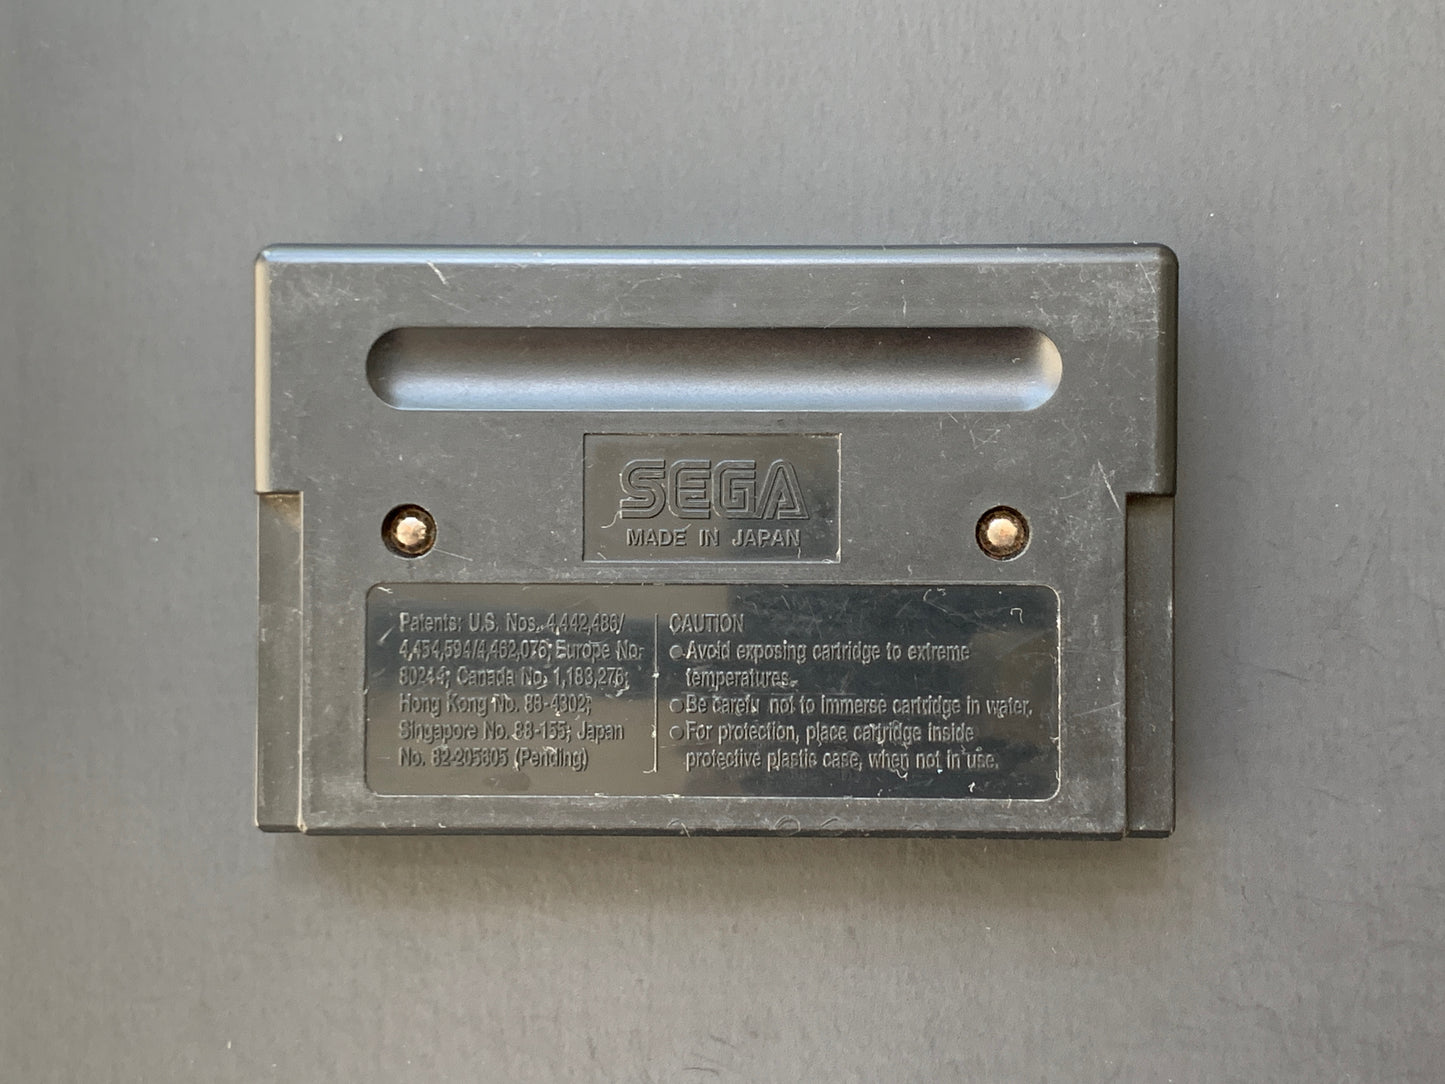 SEGA
MADE IN JAPAN
Patents: U.S. Nos. 4,442,486/
4,454,594/4,462,076; Europe No.
80244; Canada No. 1,183,276;
Hong Kong No. 88-4302;
Singapore No. 88-155; Japan
No. 82-205605 (Pending)
CAUTION
○ Avoid exposing cartridge to extreme
temperatures.
○ Be carefu not to immerse cartridge in water.
○ For protection, place cartridge inside
protective plastic case, when not in use.